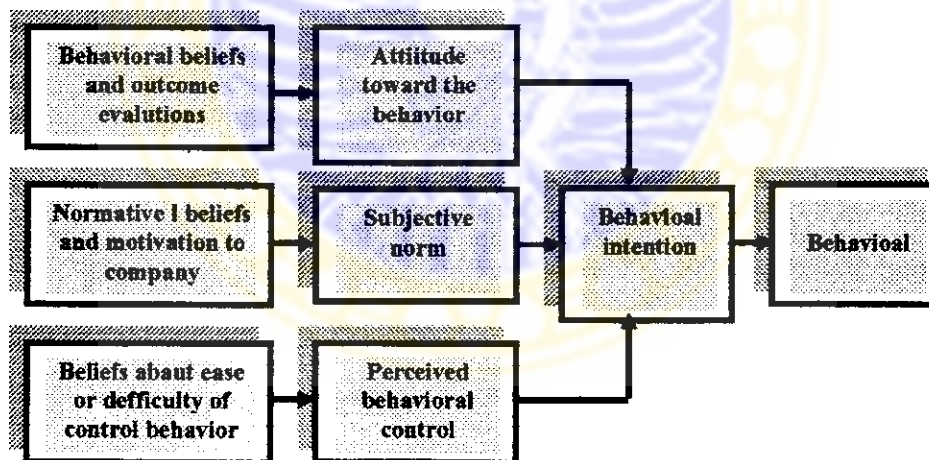 Behavioral beliefs
and outcome
evalutions
Attiitude
toward the
behavior
Normative I beliefs
and motivation to
company
Subjective
norm
Behavioal
intention
Behavioal
Beliefs abaut ease
or defficulty of
control behavior
Perceived
behavioral
control